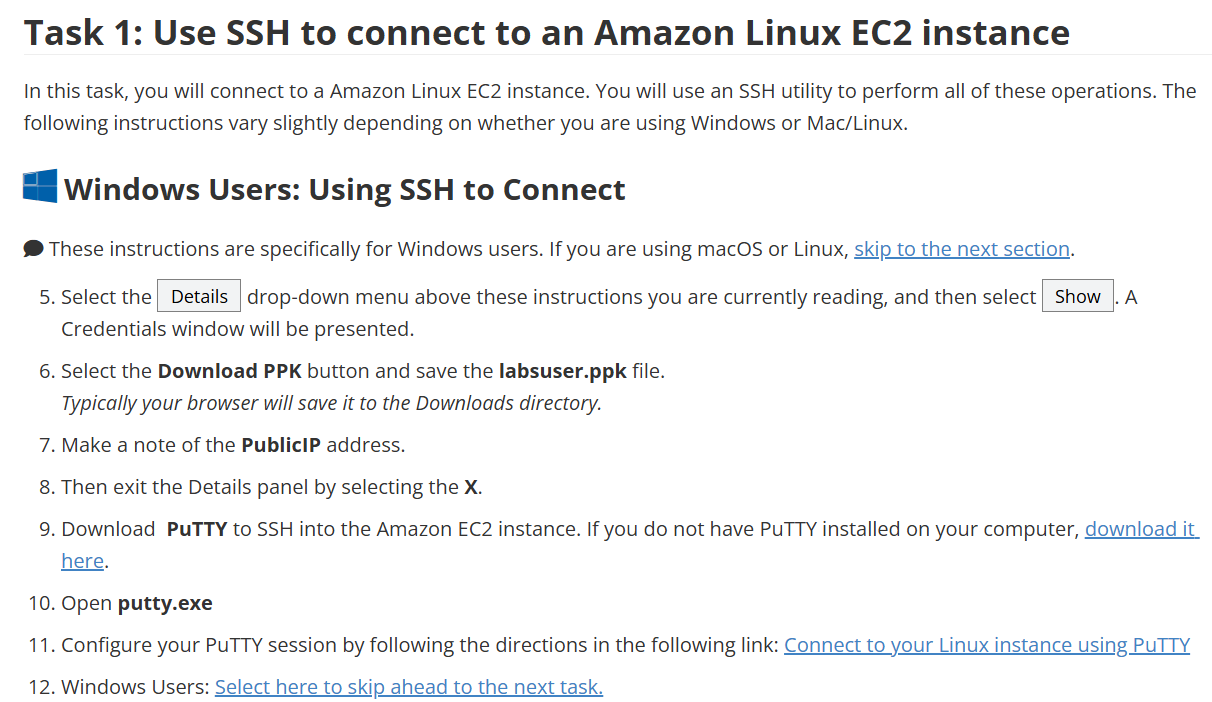 Task 1: Use SSH to connect to an Amazon Linux EC2 instance
In this task, you will connect to a Amazon Linux EC2 instance. You will use an SSH utility to perform all of these operations. The
following instructions vary slightly depending on whether you are using Windows or Mac/Linux.
Windows Users: Using SSH to Connect
These instructions are specifically for Windows users. If you are using macOS or Linux, skip to the next section.
5. Select the Details drop-down menu above these instructions you are currently reading, and then select Show. A
Credentials window will be presented.
6. Select the Download PPK button and save the labsuser.ppk file.
Typically your browser will save it to the Downloads directory.
7. Make a note of the PublicIP address.
8. Then exit the Details panel by selecting the X.
9. Download PuTTY to SSH into the Amazon EC2 instance. If you do not have PuTTY installed on your computer, download it
here.
10. Open putty.exe
11. Configure your PuTTY session by following the directions in the following link: Connect to your Linux instance using PuTTY
12. Windows Users: Select here to skip ahead to the next task.